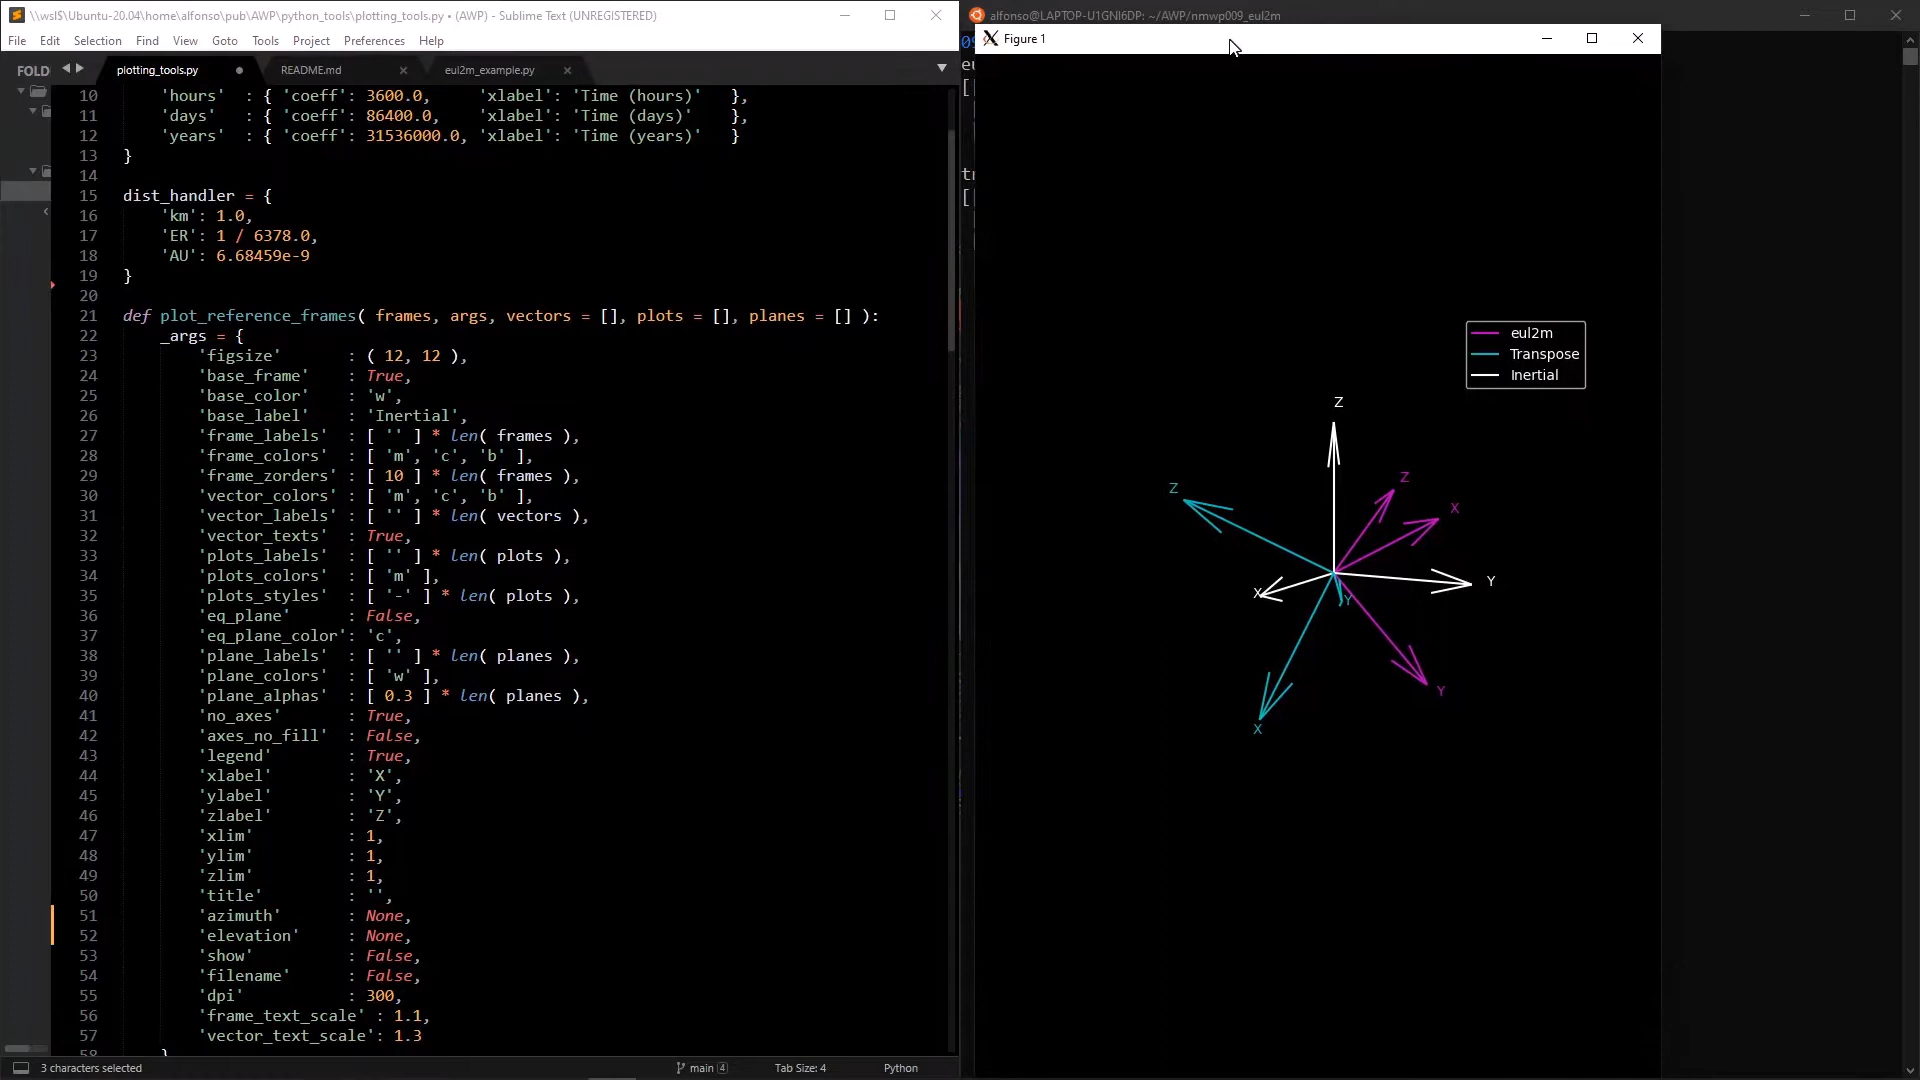 \\wsl$\Ubuntu-20.04\home\alfonso\pub\AWP\python_tools\plotting_tools.py • (AWP) - Sublime Text (UNREGISTERED)
File Edit Selection Find View Goto Tools Project Preferences Help
FOLD
plotting_tools.py README.md eul2m_example.py
10 'hours' : { 'coeff': 3600.0, 'xlabel': 'Time (hours)' },
11 'days' : { 'coeff': 86400.0, 'xlabel': 'Time (days)' },
12 'years' : { 'coeff': 31536000.0, 'xlabel': 'Time (years)' }
13 }
14
15 dist_handler = {
16 'km': 1.0,
17 'ER': 1 / 6378.0,
18 'AU': 6.68459e-9
19 }
20
21 def plot_reference_frames( frames, args, vectors = [], plots = [], planes = [] ):
22 _args = {
23 'figsize' : ( 12, 12 ),
24 'base_frame' : True,
25 'base_color' : 'w',
26 'base_label' : 'Inertial',
27 'frame_labels' : [ '' ] * len( frames ),
28 'frame_colors' : [ 'm', 'c', 'b' ],
29 'frame_zorders' : [ 10 ] * len( frames ),
30 'vector_colors' : [ 'm', 'c', 'b' ],
31 'vector_labels' : [ '' ] * len( vectors ),
32 'vector_texts' : True,
33 'plots_labels' : [ '' ] * len( plots ),
34 'plots_colors' : [ 'm' ],
35 'plots_styles' : [ '-' ] * len( plots ),
36 'eq_plane' : False,
37 'eq_plane_color': 'c',
38 'plane_labels' : [ '' ] * len( planes ),
39 'plane_colors' : [ 'w' ],
40 'plane_alphas' : [ 0.3 ] * len( planes ),
41 'no_axes' : True,
42 'axes_no_fill' : False,
43 'legend' : True,
44 'xlabel' : 'X',
45 'ylabel' : 'Y',
46 'zlabel' : 'Z',
47 'xlim' : 1,
48 'ylim' : 1,
49 'zlim' : 1,
50 'title' : '',
51 'azimuth' : None,
52 'elevation' : None,
53 'show' : False,
54 'filename' : False,
55 'dpi' : 300,
56 'frame_text_scale' : 1.1,
57 'vector_text_scale': 1.3
58 }
3 characters selected main 4 Tab Size: 4 Python
alfonso@LAPTOP-U1GNI6DP: ~/AWP/nmwp009_eul2m
Figure 1
eul2m
Transpose
Inertial
Z
Z
Z
X
Y
X
Y
Y
X